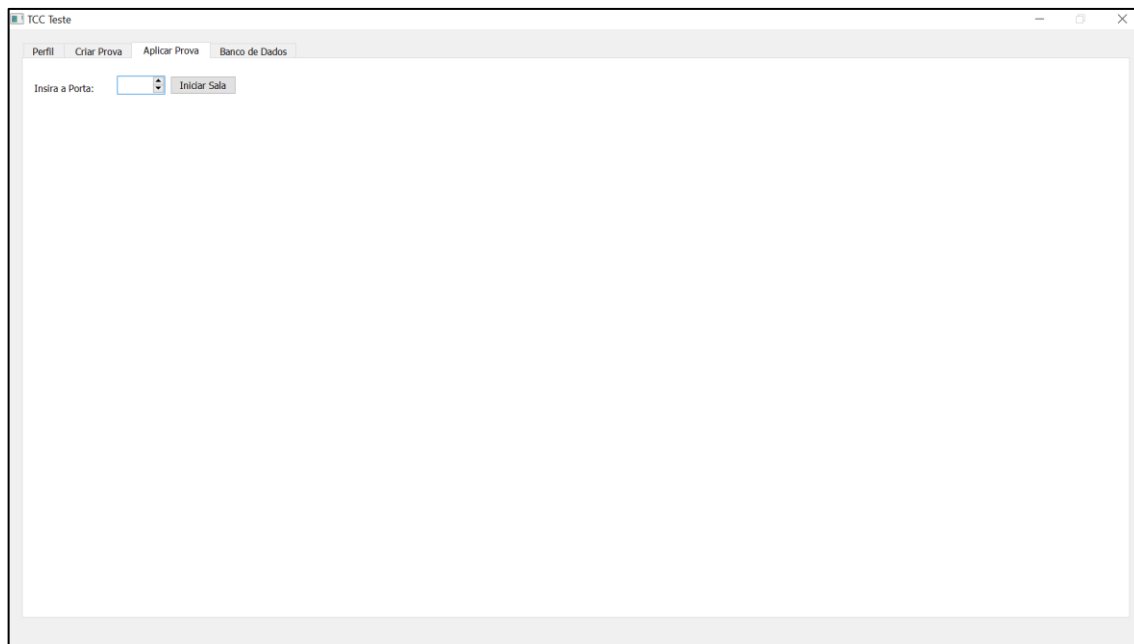 TCC Teste
Perfil Criar Prova Aplicar Prova Banco de Dados
Insira a Porta: Iniciar Sala